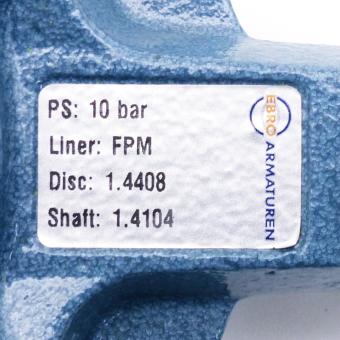 PS: 10 bar
Liner: FPM
Disc: 1.4408
Shaft: 1.4104
EBRO ARMATUREN